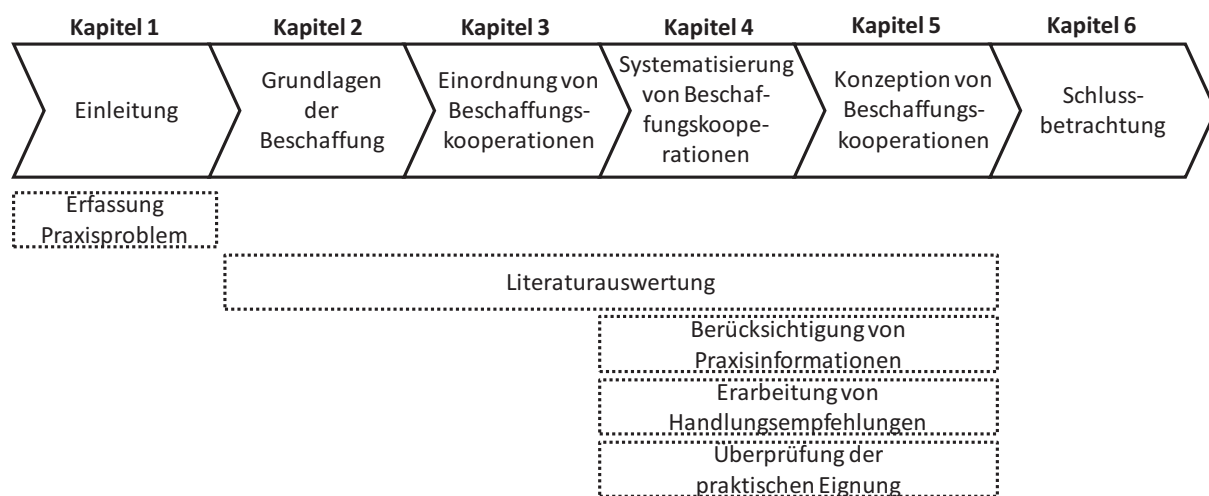 Kapitel 1
Kapitel 2
Kapitel 3
Kapitel 4
Kapitel 5
Kapitel 6
Einleitung
Grundlagen
der
Beschaffung
Einordnung von
Beschaffungs-
kooperationen
Systematisierung
von Beschaf-
fungskoope-
rationen
Konzeption von
Beschaffungs-
kooperationen
Schluss-
betrachtung
Erfassung
Praxisproblem
Literaturauswertung
Berücksichtigung von
Praxisinformationen
Erarbeitung von
Handlungsempfehlungen
Überprüfung der
praktischen Eignung